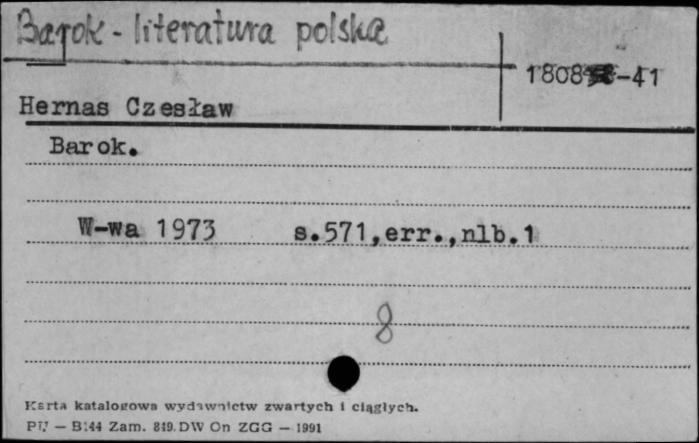 Barok - literatura polska
1808 -41
Hernas Czesław
Barok.
W-wa 1973 s.571,err.,nlb.1
8
Karta katalogowa wydawnictw zwartych i ciągłych.
PU — B144 Zam. 819. DW On ZGG — 1991